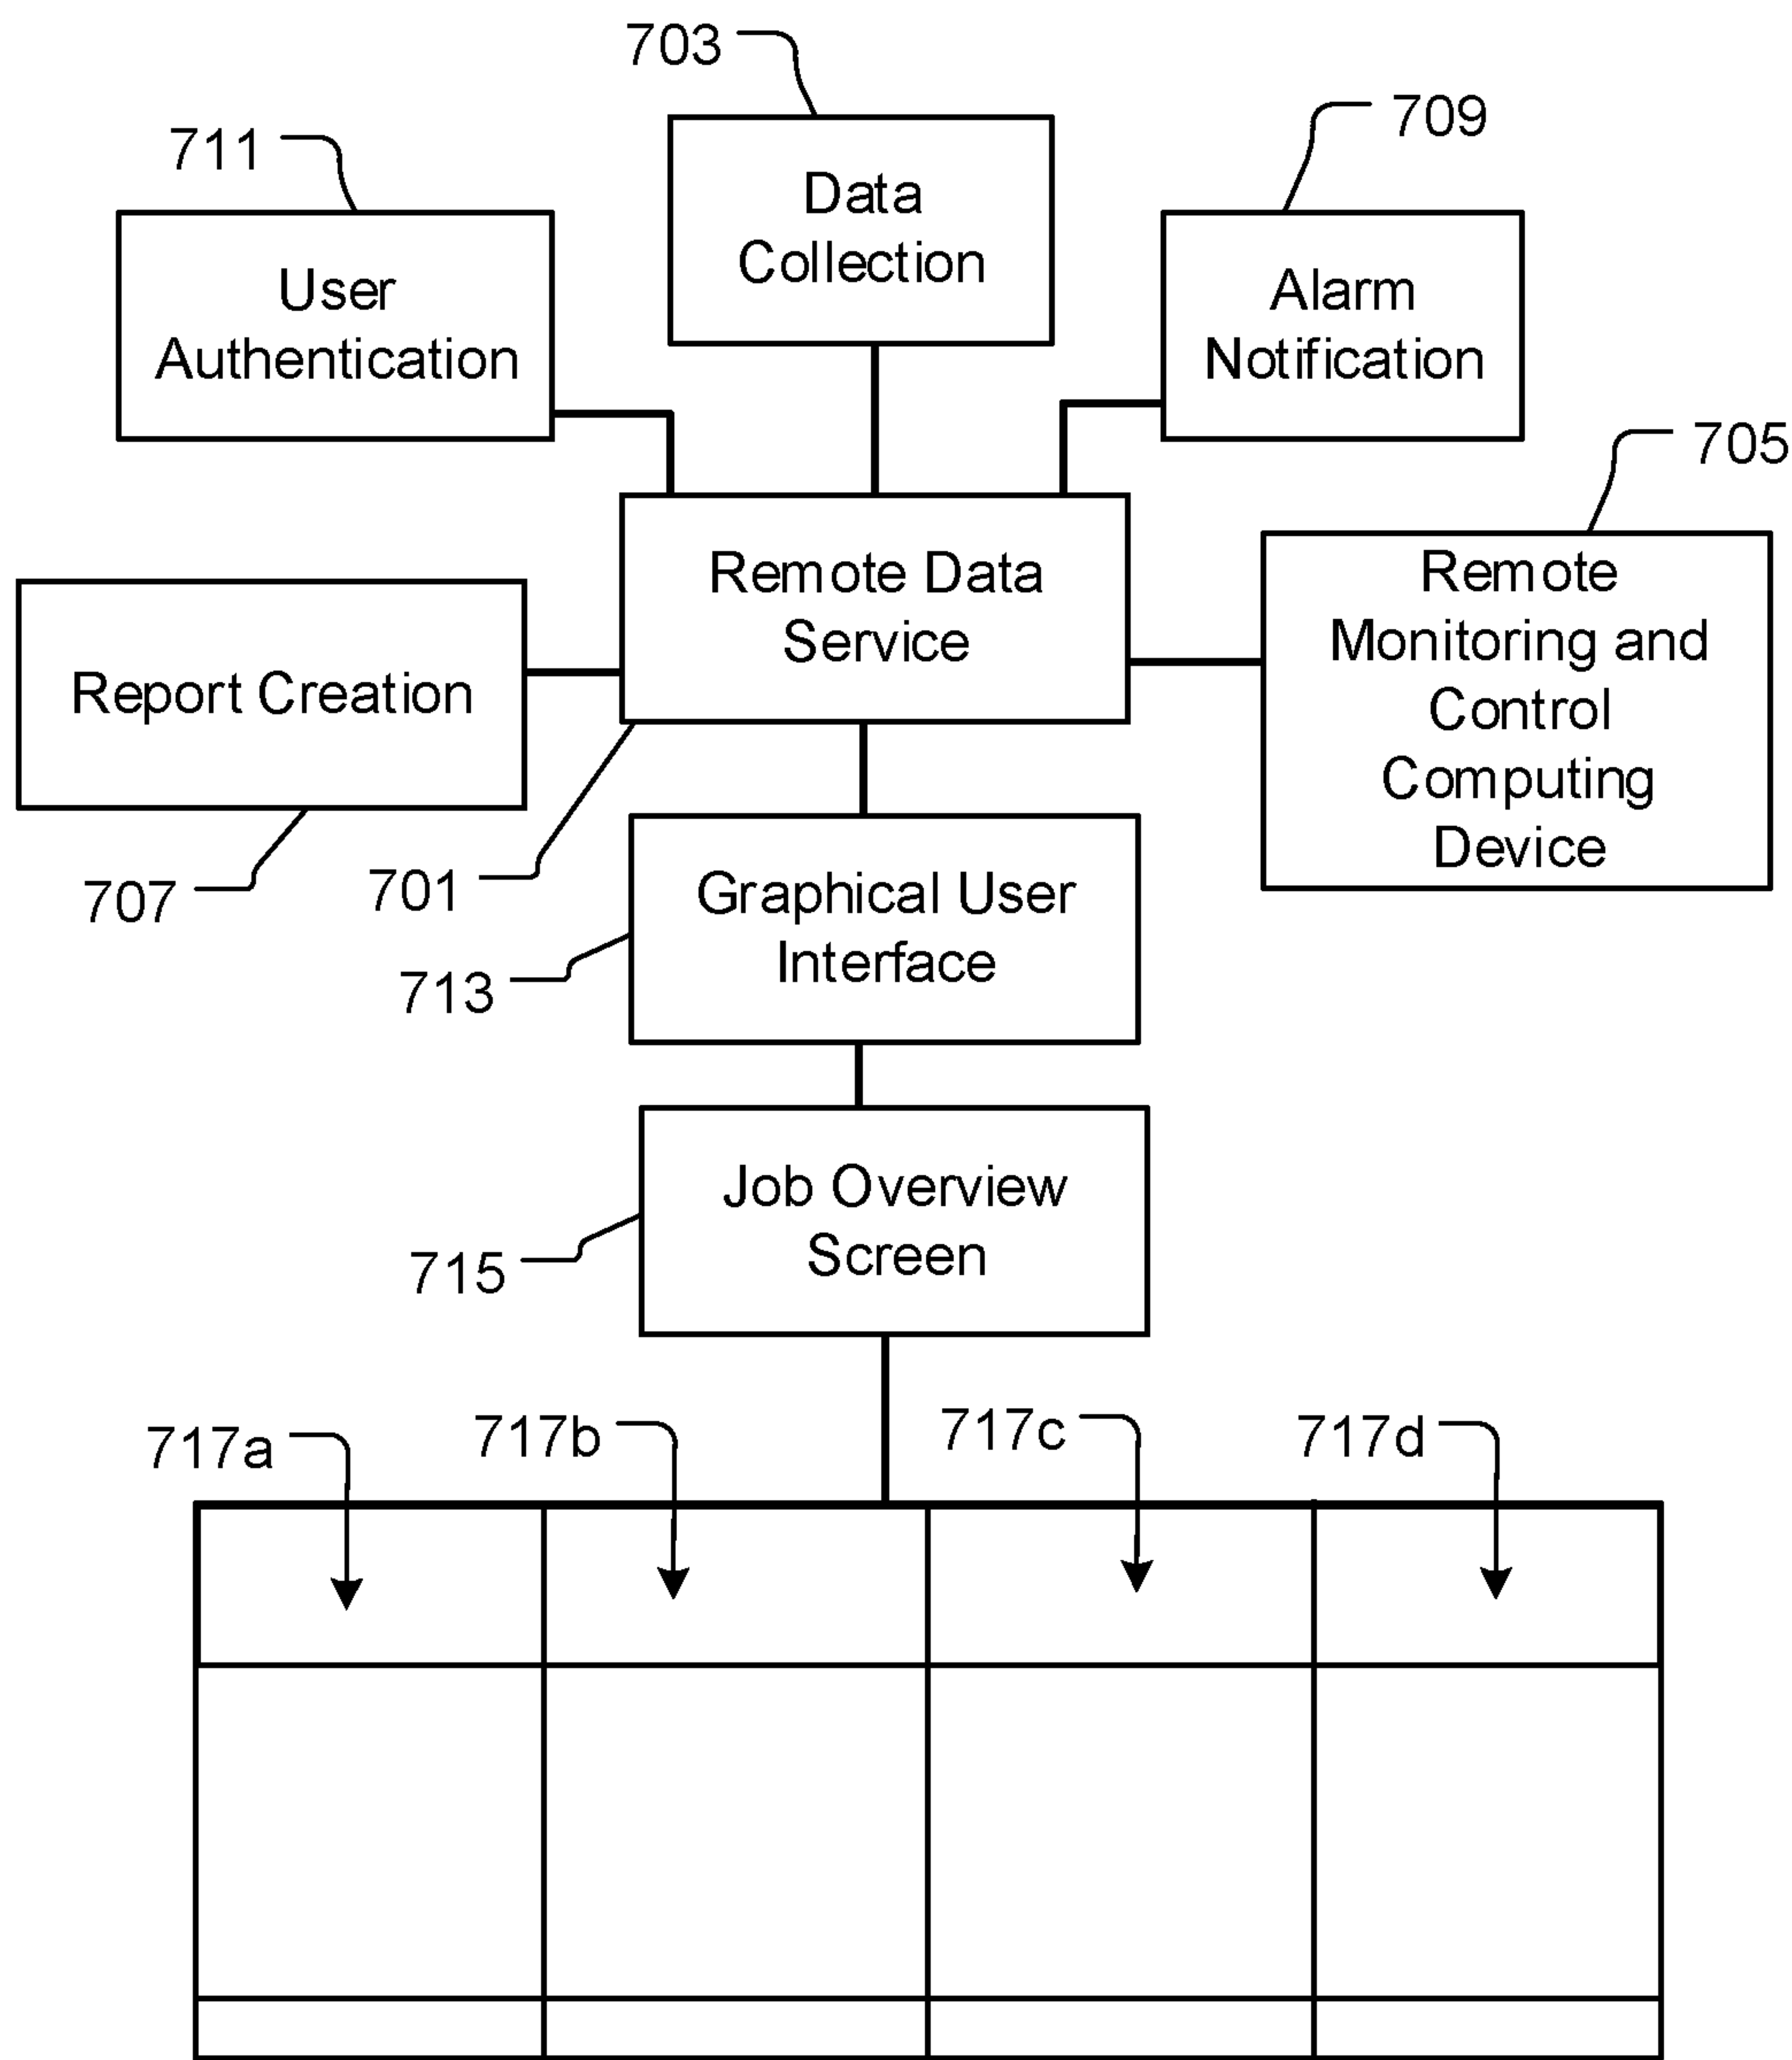 703
709
711
Data
Collection
User
Authentication
Alarm
Notification
705
Remote Data
Service
Remote
Monitoring and
Control
Computing
Device
Report Creation
707
701
Graphical User
Interface
713
Job Overview
Screen
715
717a
717b
717c
717d